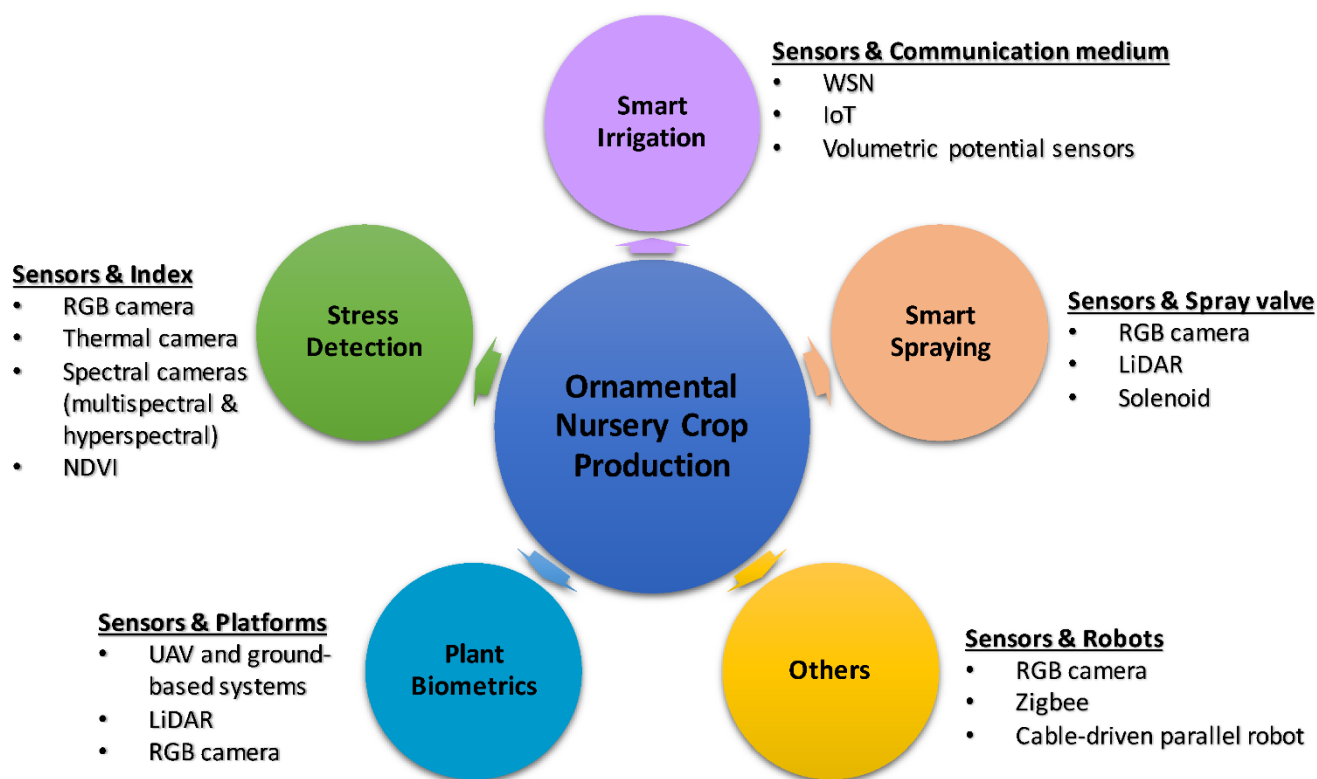 Sensors & Communication medium
• WSN
• IoT
• Volumetric potential sensors
Smart
Irrigation
Sensors & Index
• RGB camera
• Thermal camera
• Spectral cameras
(multispectral &
hyperspectral)
• NDVI
Stress
Detection
Smart
Spraying
Sensors & Spray valve
• RGB camera
• LiDAR
• Solenoid
Ornamental
Nursery Crop
Production
Sensors & Platforms
• UAV and ground-
based systems
• LiDAR
• RGB camera
Plant
Biometrics
Others
Sensors & Robots
• RGB camera
• Zigbee
• Cable-driven parallel robot